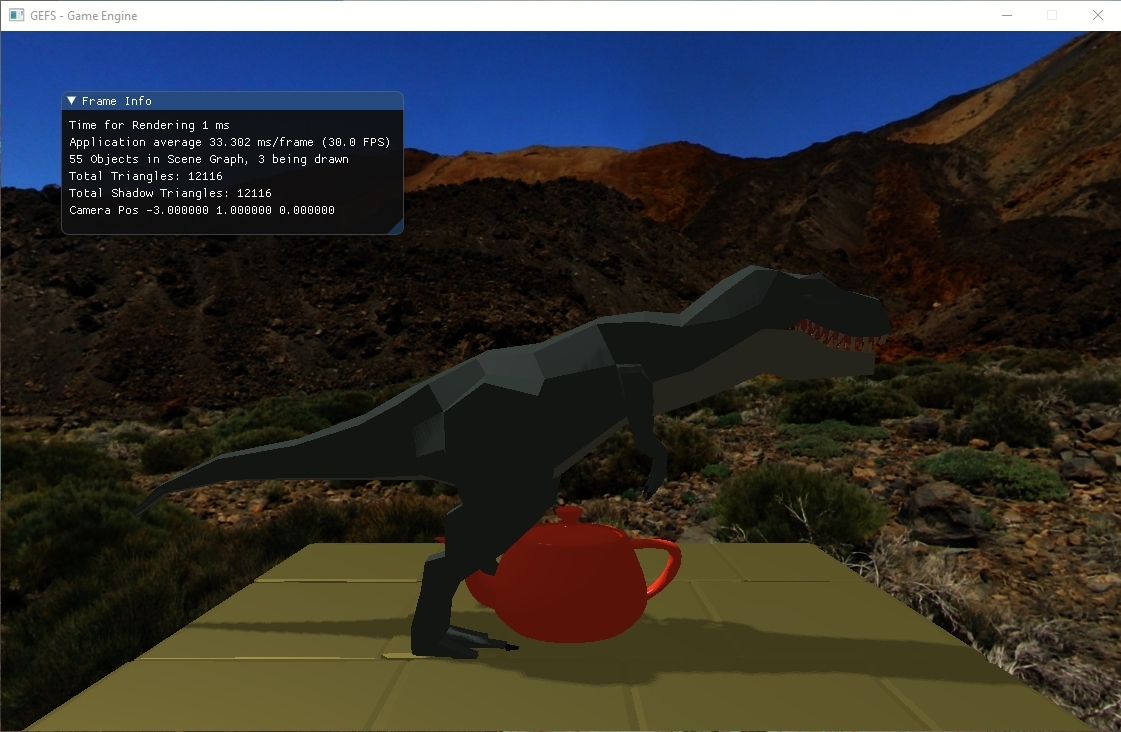 GEFS - Game Engine
Frame Info
Time for Rendering 1 ms
Application average 33.302 ms/frame (30.0 FPS)
55 Objects in Scene Graph, 3 being drawn
Total Triangles: 12116
Total Shadow Triangles: 12116
Camera Pos -3.000000 1.000000 0.000000